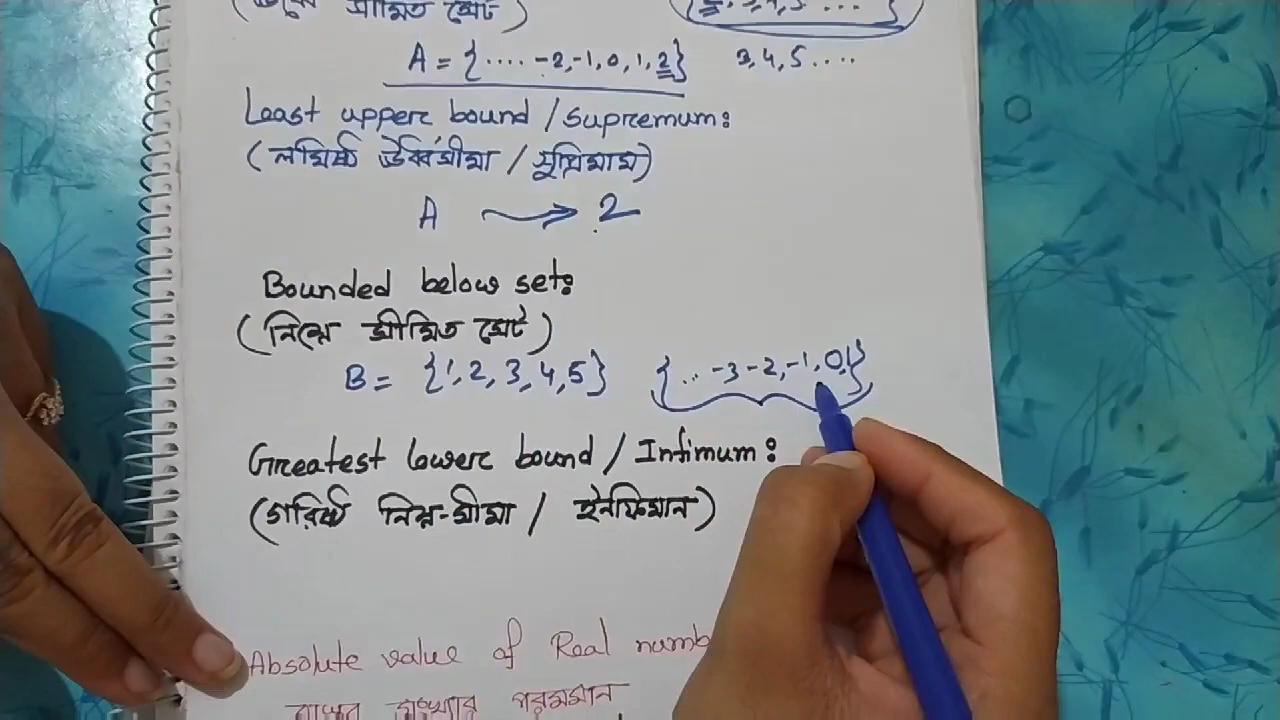 (ঊর্ধ্বে সীমিত সেট)
A = {.... -2, -1, 0, 1, 2} 3, 4, 5 ....
Least upper bound / Supremum:
(লঘিষ্ঠ ঊর্ধ্বসীমা / সুপ্রিমাম)
A → 2
Bounded below set:
(নিম্নে সীমিত সেট)
B = {1, 2, 3, 4, 5} {... -3 -2, -1, 0, 1}
Greatest lower bound / Infimum:
(গরিষ্ঠ নিম্ন-সীমা / ইনফিমাম)
Absolute value of Real numb
বাস্তব সংখ্যার পরমমান